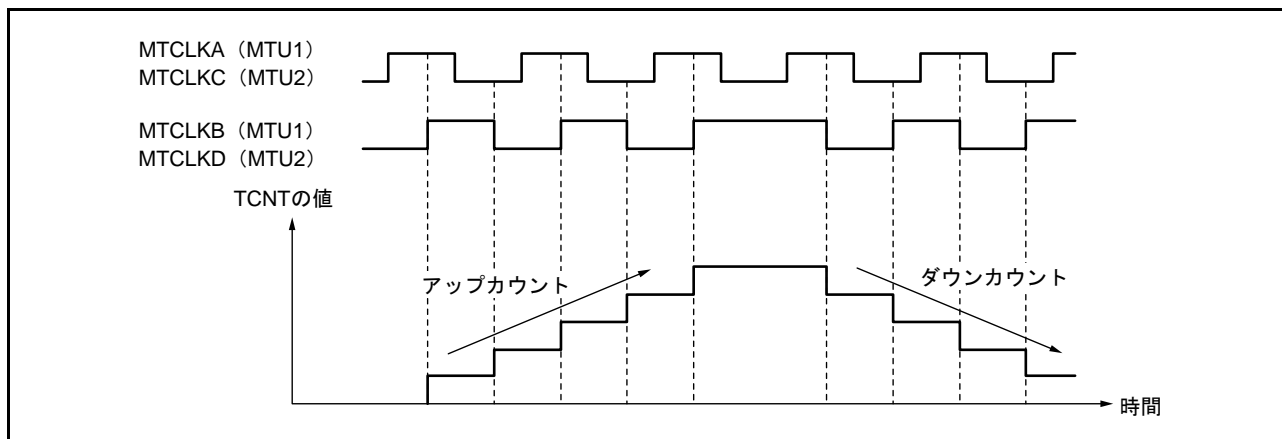 MTCLKA（MTU1）
MTCLKC（MTU2）
MTCLKB（MTU1）
MTCLKD（MTU2）
TCNTの値
アップカウント
ダウンカウント
時間